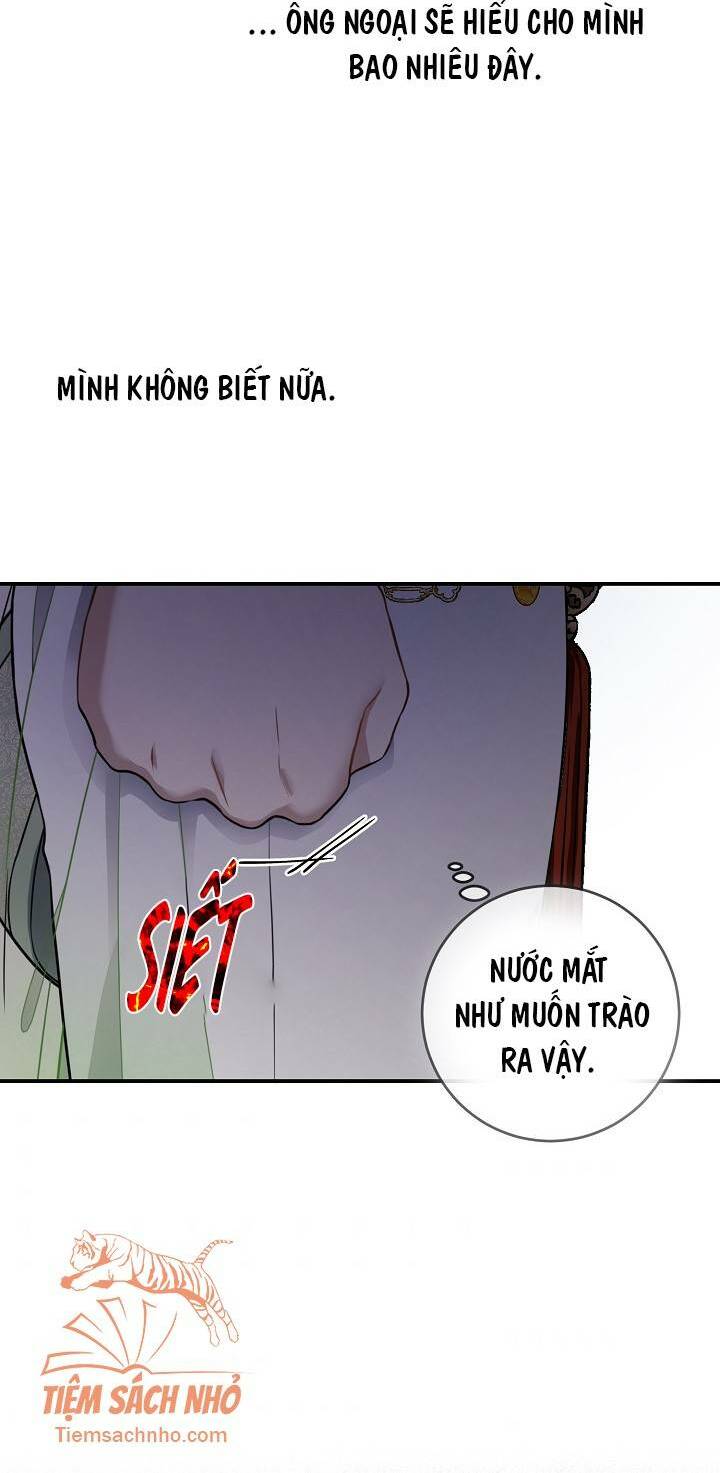 ... ÔNG NGOẠI SẼ HIỂU CHO MÌNH
BAO NHIÊU ĐÂY.
MÌNH KHÔNG BIẾT NỮA.
SIẾT
NƯỚC MẮT
NHƯ MUỐN TRÀO
RA VẬY.
TIỆM SÁCH NHỎ
Tiemsachnho.com